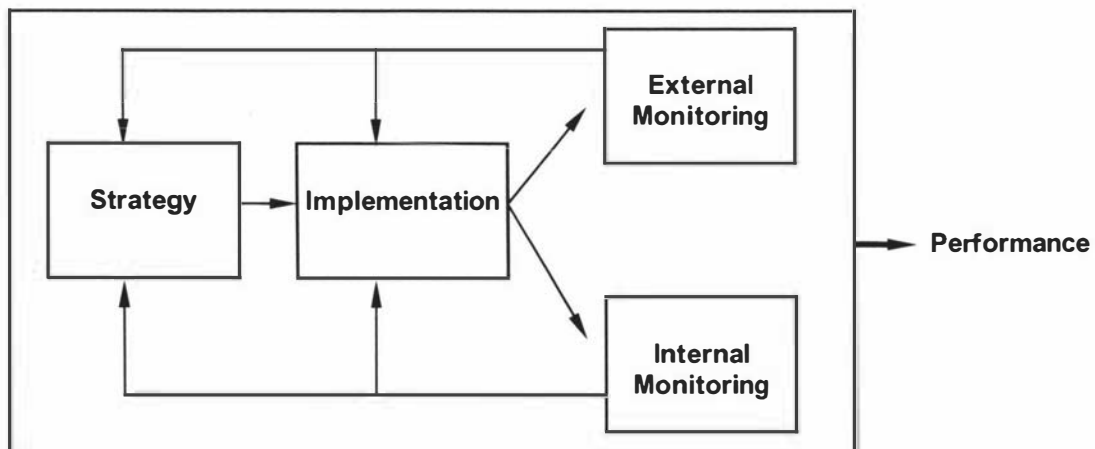 External
Monitoring
Strategy
Implementation
Performance
Internal
Monitoring